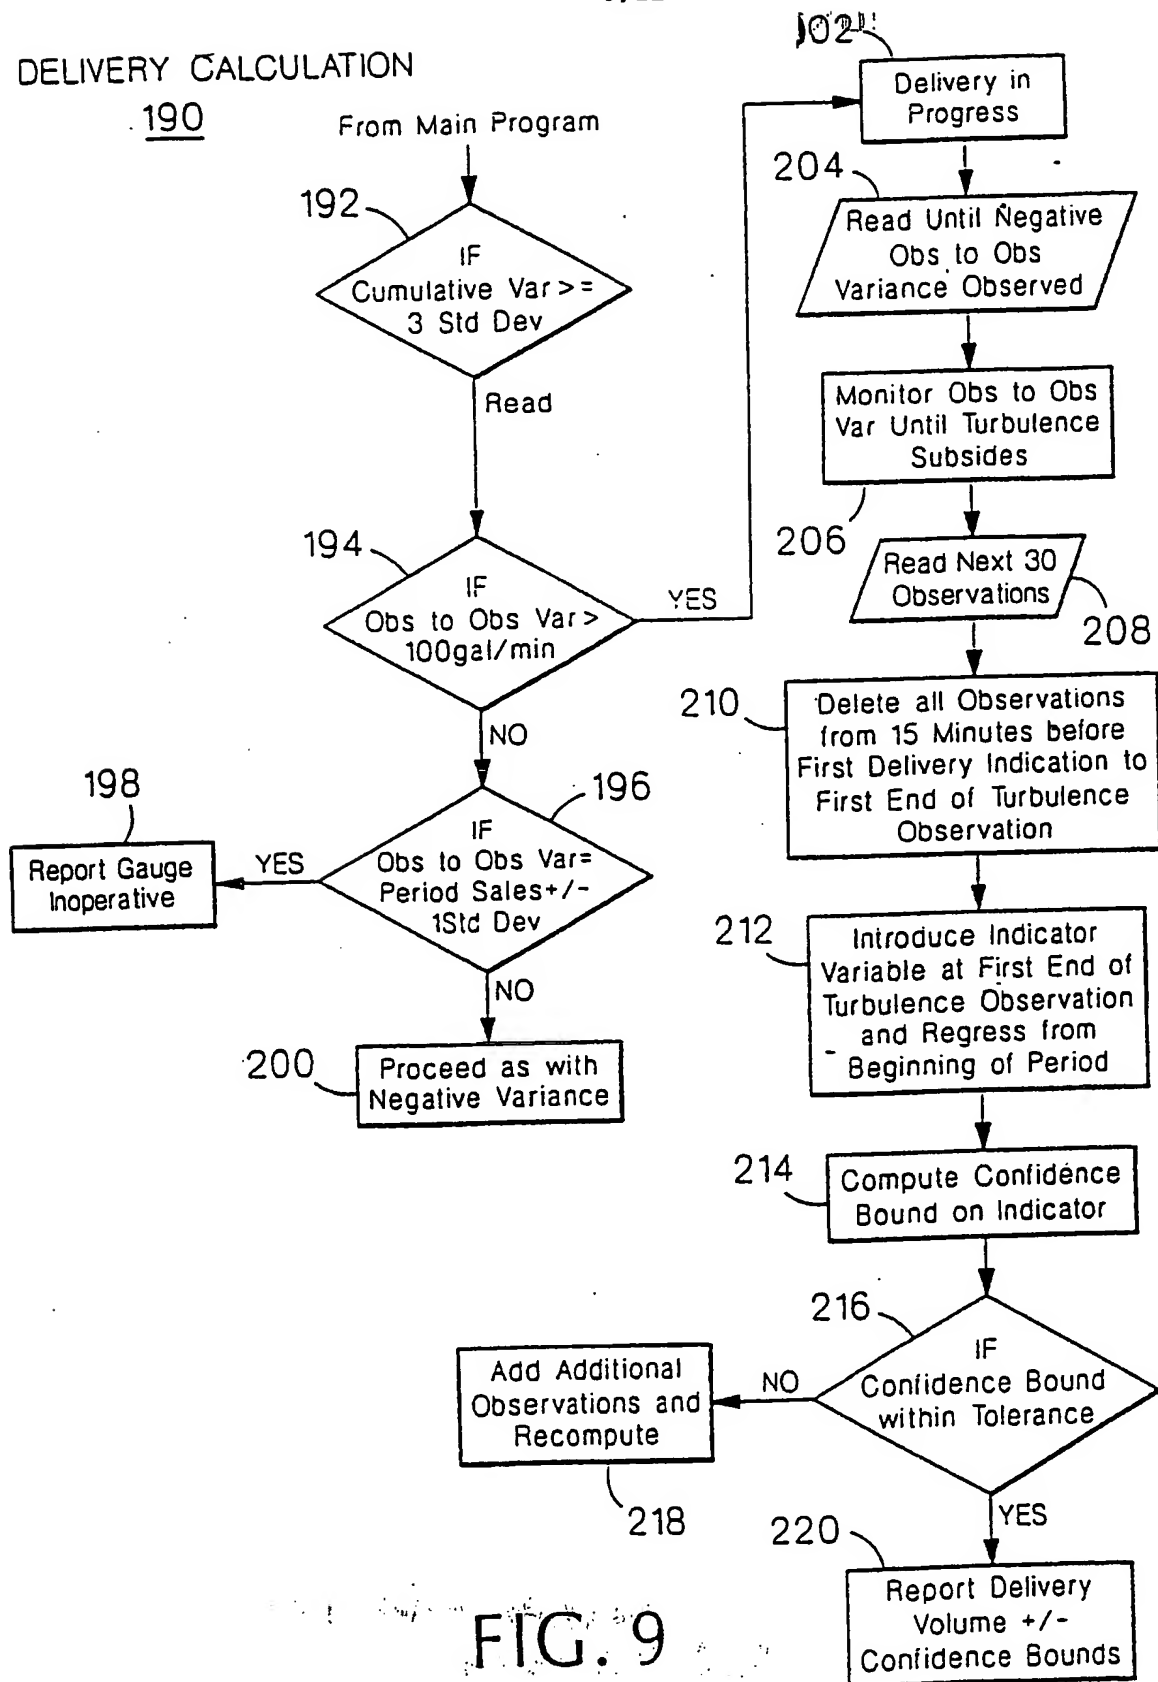 DELIVERY CALCULATION
190
From Main Program
192
IF
Cumulative Var >=
3 Std Dev
Read
194
IF
Obs to Obs Var >
100gal/min
YES
NO
196
IF
Obs to Obs Var=
Period Sales+/-
1Std Dev
YES
198
Report Gauge
Inoperative
NO
200
Proceed as with
Negative Variance
Delivery in
Progress
204
Read Until Negative
Obs to Obs
Variance Observed
Monitor Obs to Obs
Var Until Turbulence
Subsides
206
Read Next 30
Observations
208
210
Delete all Observations
from 15 Minutes before
First Delivery Indication to
First End of Turbulence
Observation
212
Introduce Indicator
Variable at First End of
Turbulence Observation
and Regress from
Beginning of Period
214
Compute Confidence
Bound on Indicator
216
IF
Confidence Bound
within Tolerance
NO
Add Additional
Observations and
Recompute
218
YES
220
Report Delivery
Volume +/-
Confidence Bounds
FIG. 9